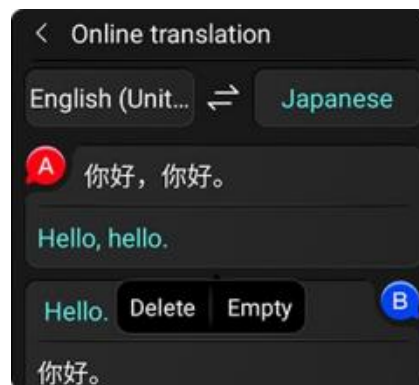 Online translation
English (Unit... ⇌ Japanese
A 你好，你好。
Hello, hello.
Hello. Delete Empty B
你好。